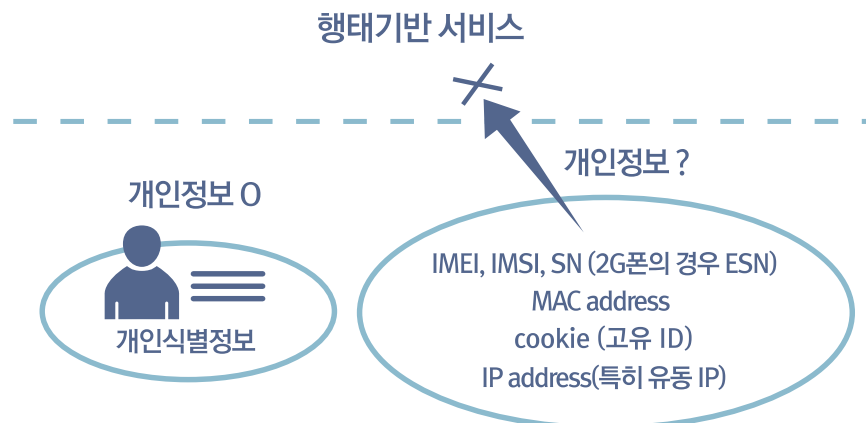 행태기반 서비스
개인정보 ?
개인정보 O
개인식별정보
IMEI, IMSI, SN (2G폰의 경우 ESN)
MAC address
cookie (고유 ID)
IP address(특히 유동 IP)